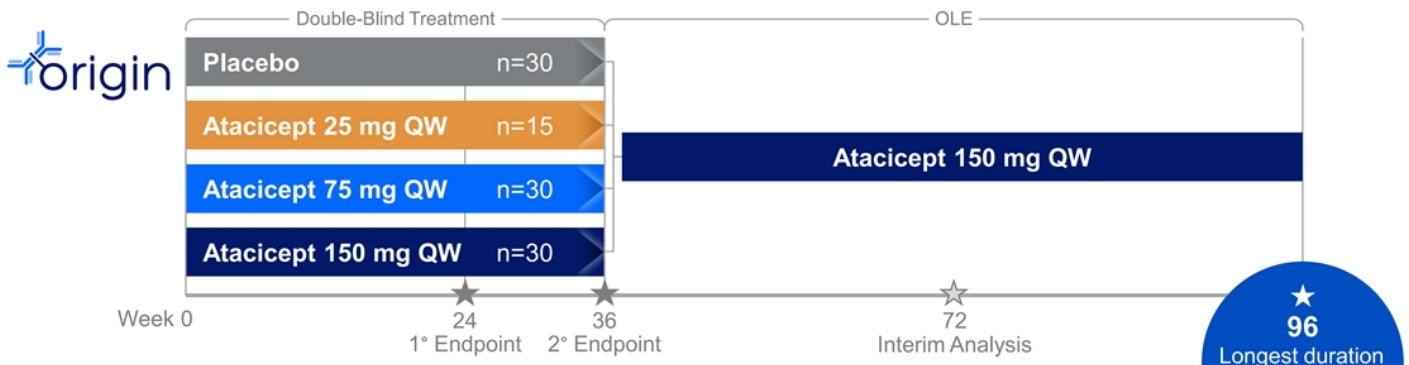 Double-Blind Treatment
OLE
origin
Placebo n=30
Atacicept 25 mg QW n=15
Atacicept 75 mg QW n=30
Atacicept 150 mg QW n=30
Atacicept 150 mg QW
Week 0
24
1° Endpoint
36
2° Endpoint
72
Interim Analysis
96
Longest duration